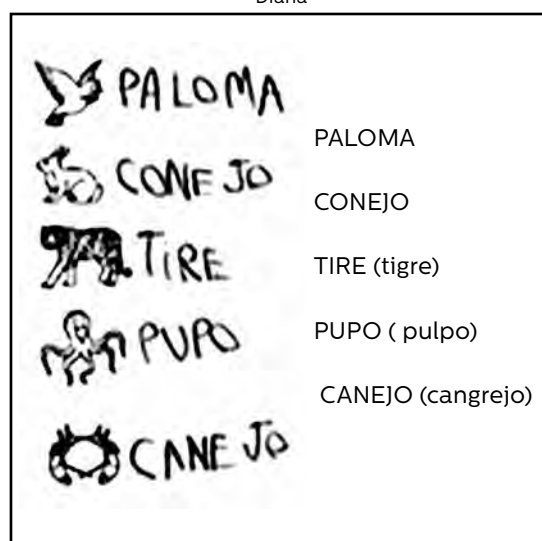 Diana
PALOMA
CONEJO
TIRE
PUPO
CANEJO
PALOMA
CONEJO
TIRE (tigre)
PUPO ( pulpo)
CANEJO (cangrejo)